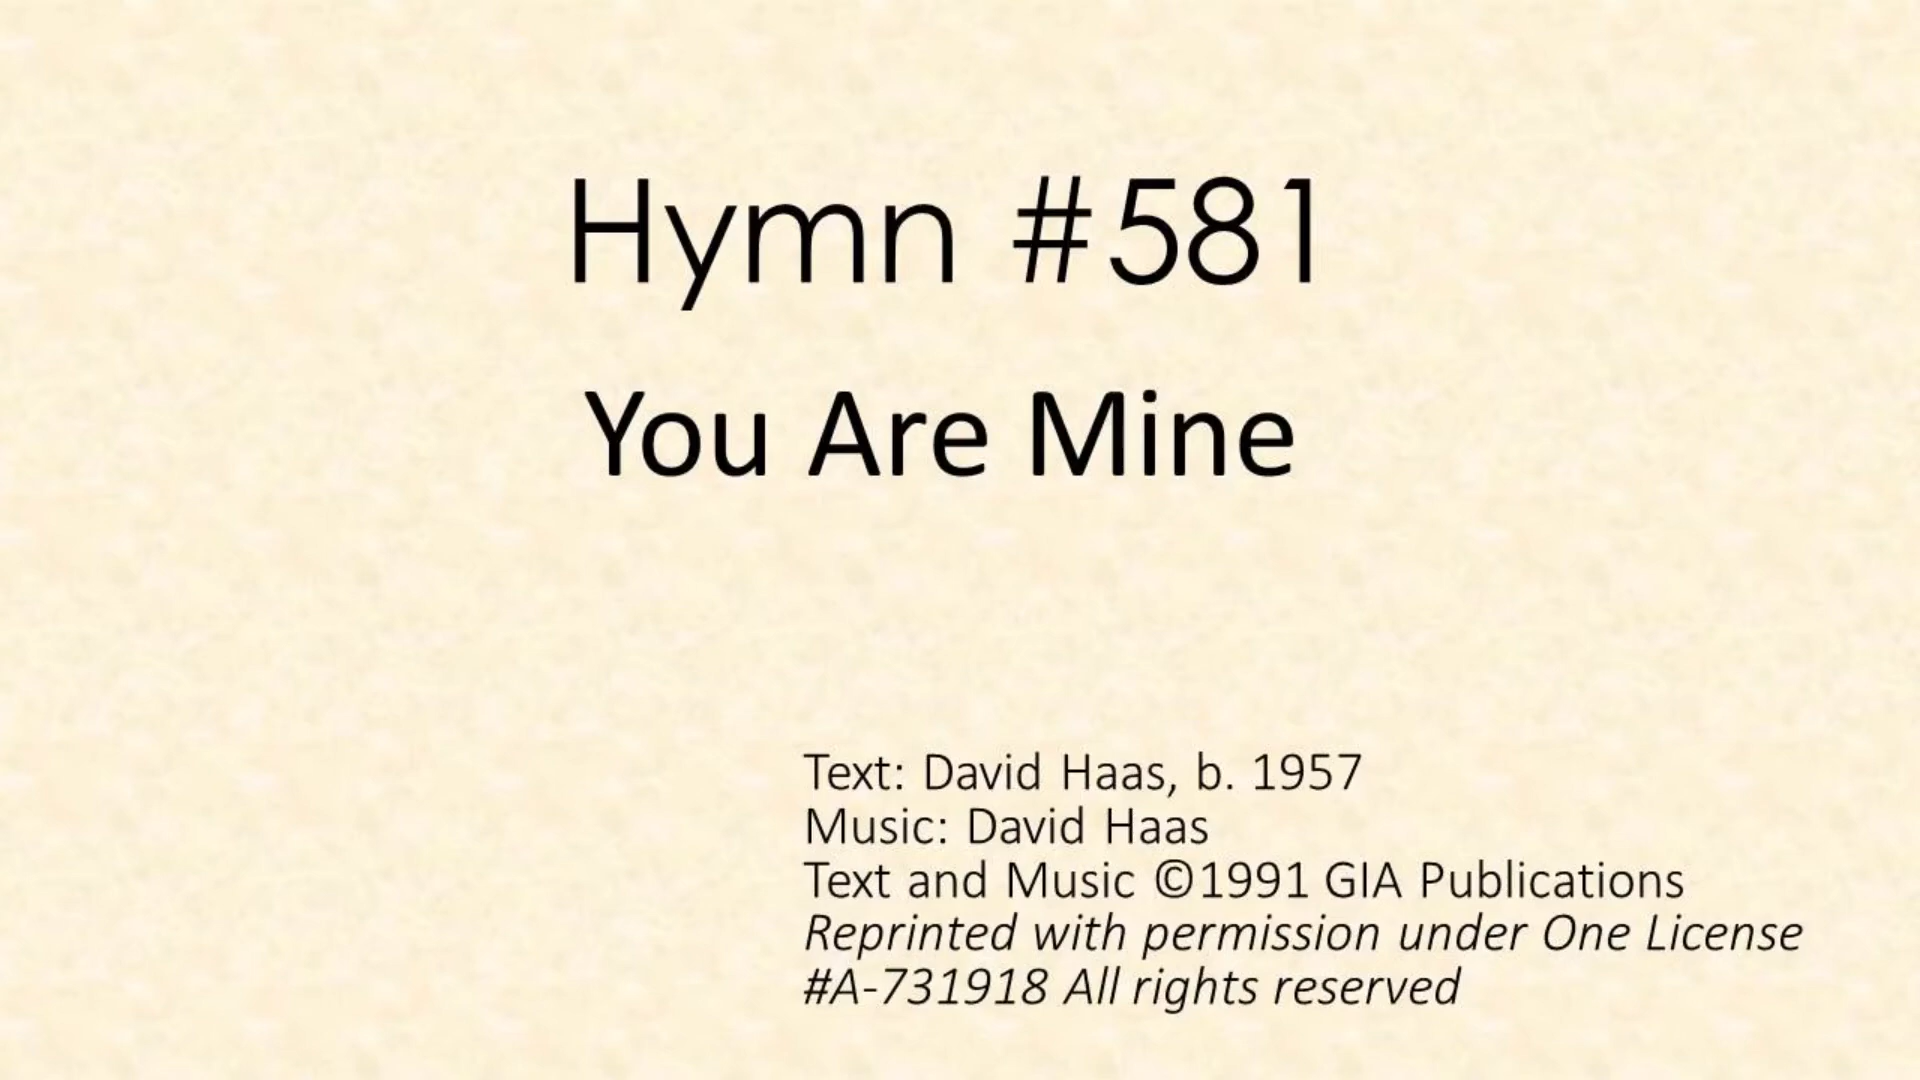 Hymn #581
You Are Mine
Text: David Haas, b. 1957
Music: David Haas
Text and Music ©1991 GIA Publications
Reprinted with permission under One License
#A-731918 All rights reserved